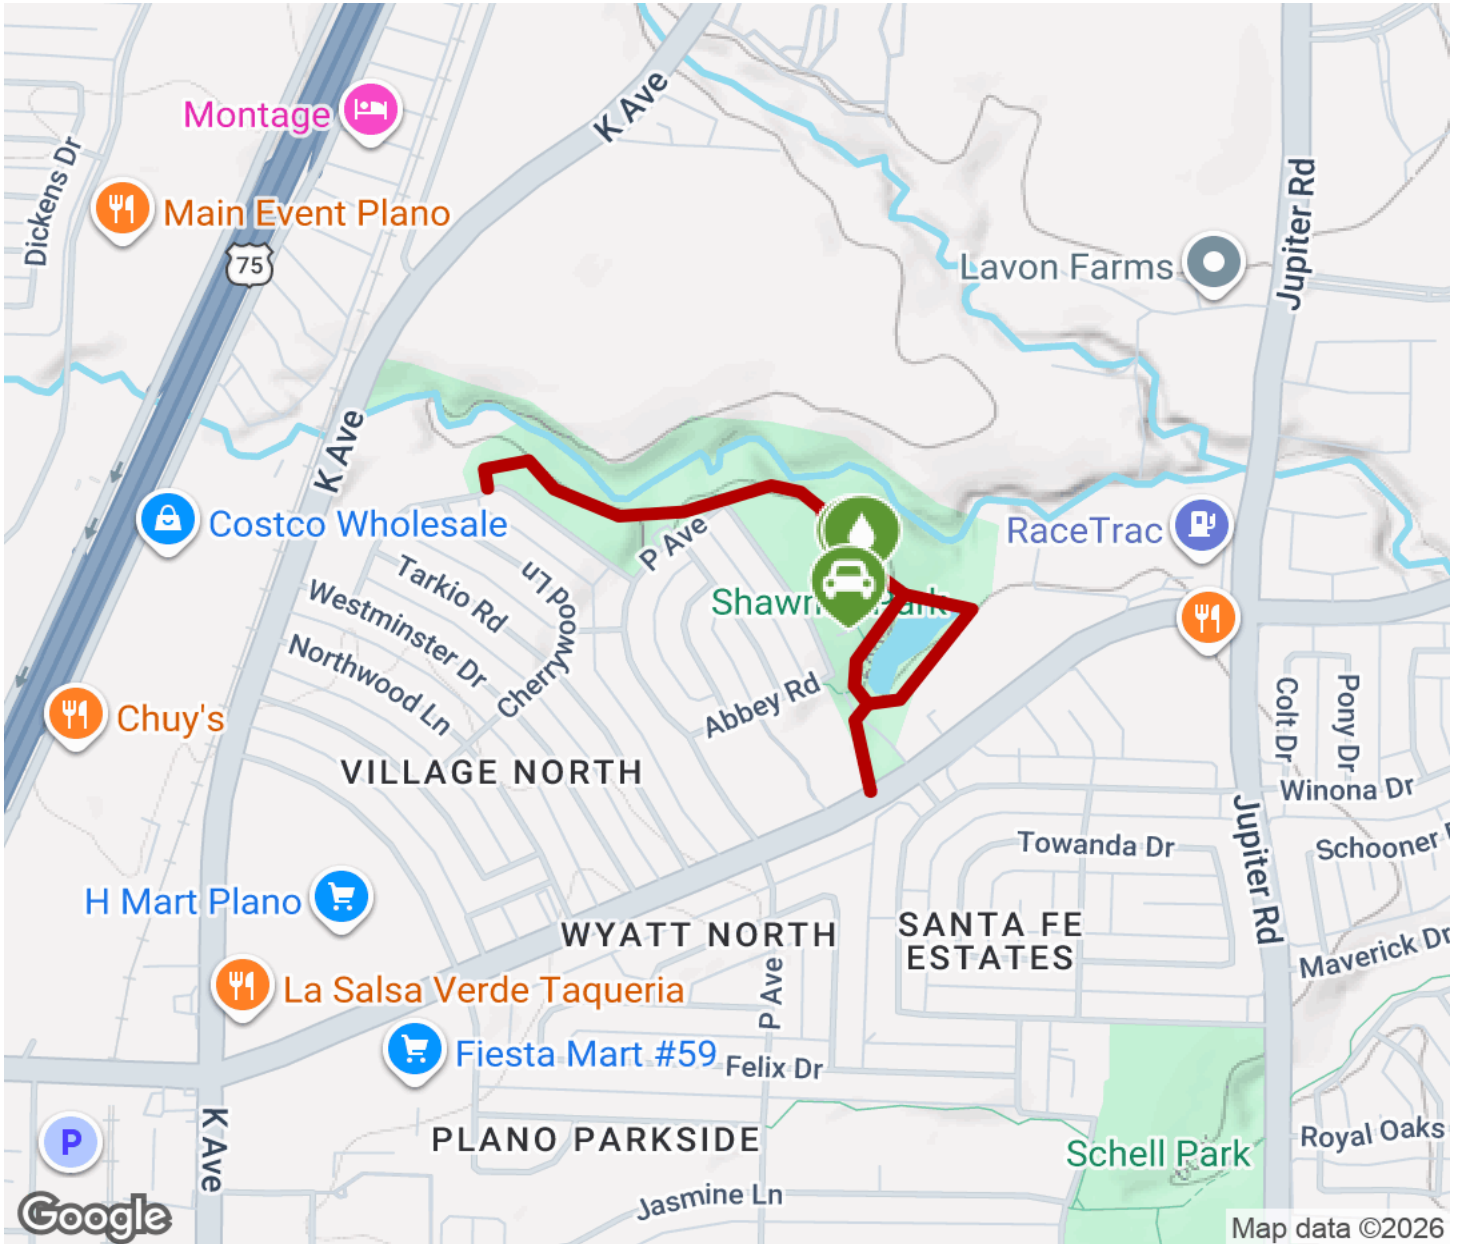 K Ave
Montage
Dickens Dr
Main Event Plano
Jupiter Rd
75
Lavon Farms
K Ave
Costco Wholesale
RaceTrac
P Ave
Tarkio Rd
Cherrywood Ln
Westminster Dr
Northwood Ln
Abbey Rd
Chuy's
Colt Dr
Pony Dr
VILLAGE NORTH
Winona Dr
Towanda Dr
Schooner
Jupiter Rd
H Mart Plano
WYATT NORTH
SANTA FE
ESTATES
Maverick Dr
La Salsa Verde Taqueria
P Ave
Fiesta Mart #59
Felix Dr
K Ave
P
PLANO PARKSIDE
Schell Park
Royal Oaks
Jasmine Ln
Google
Map data ©2026